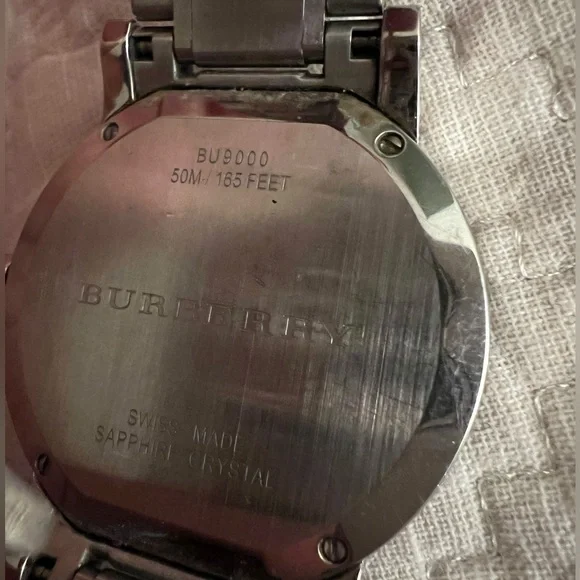 BU9000
50M / 165 FEET
BURBERRY
SWISS MADE
SAPPHIRE CRYSTAL